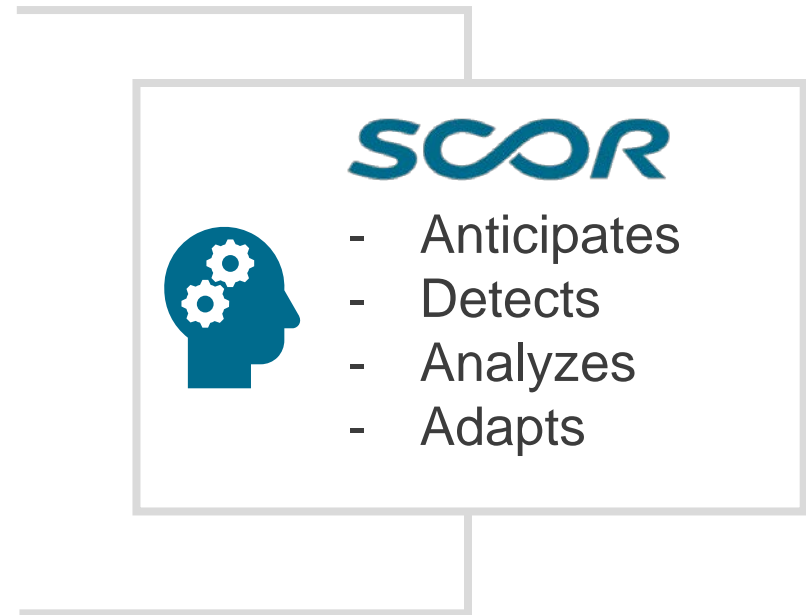 SCOR
- Anticipates
- Detects
- Analyzes
- Adapts